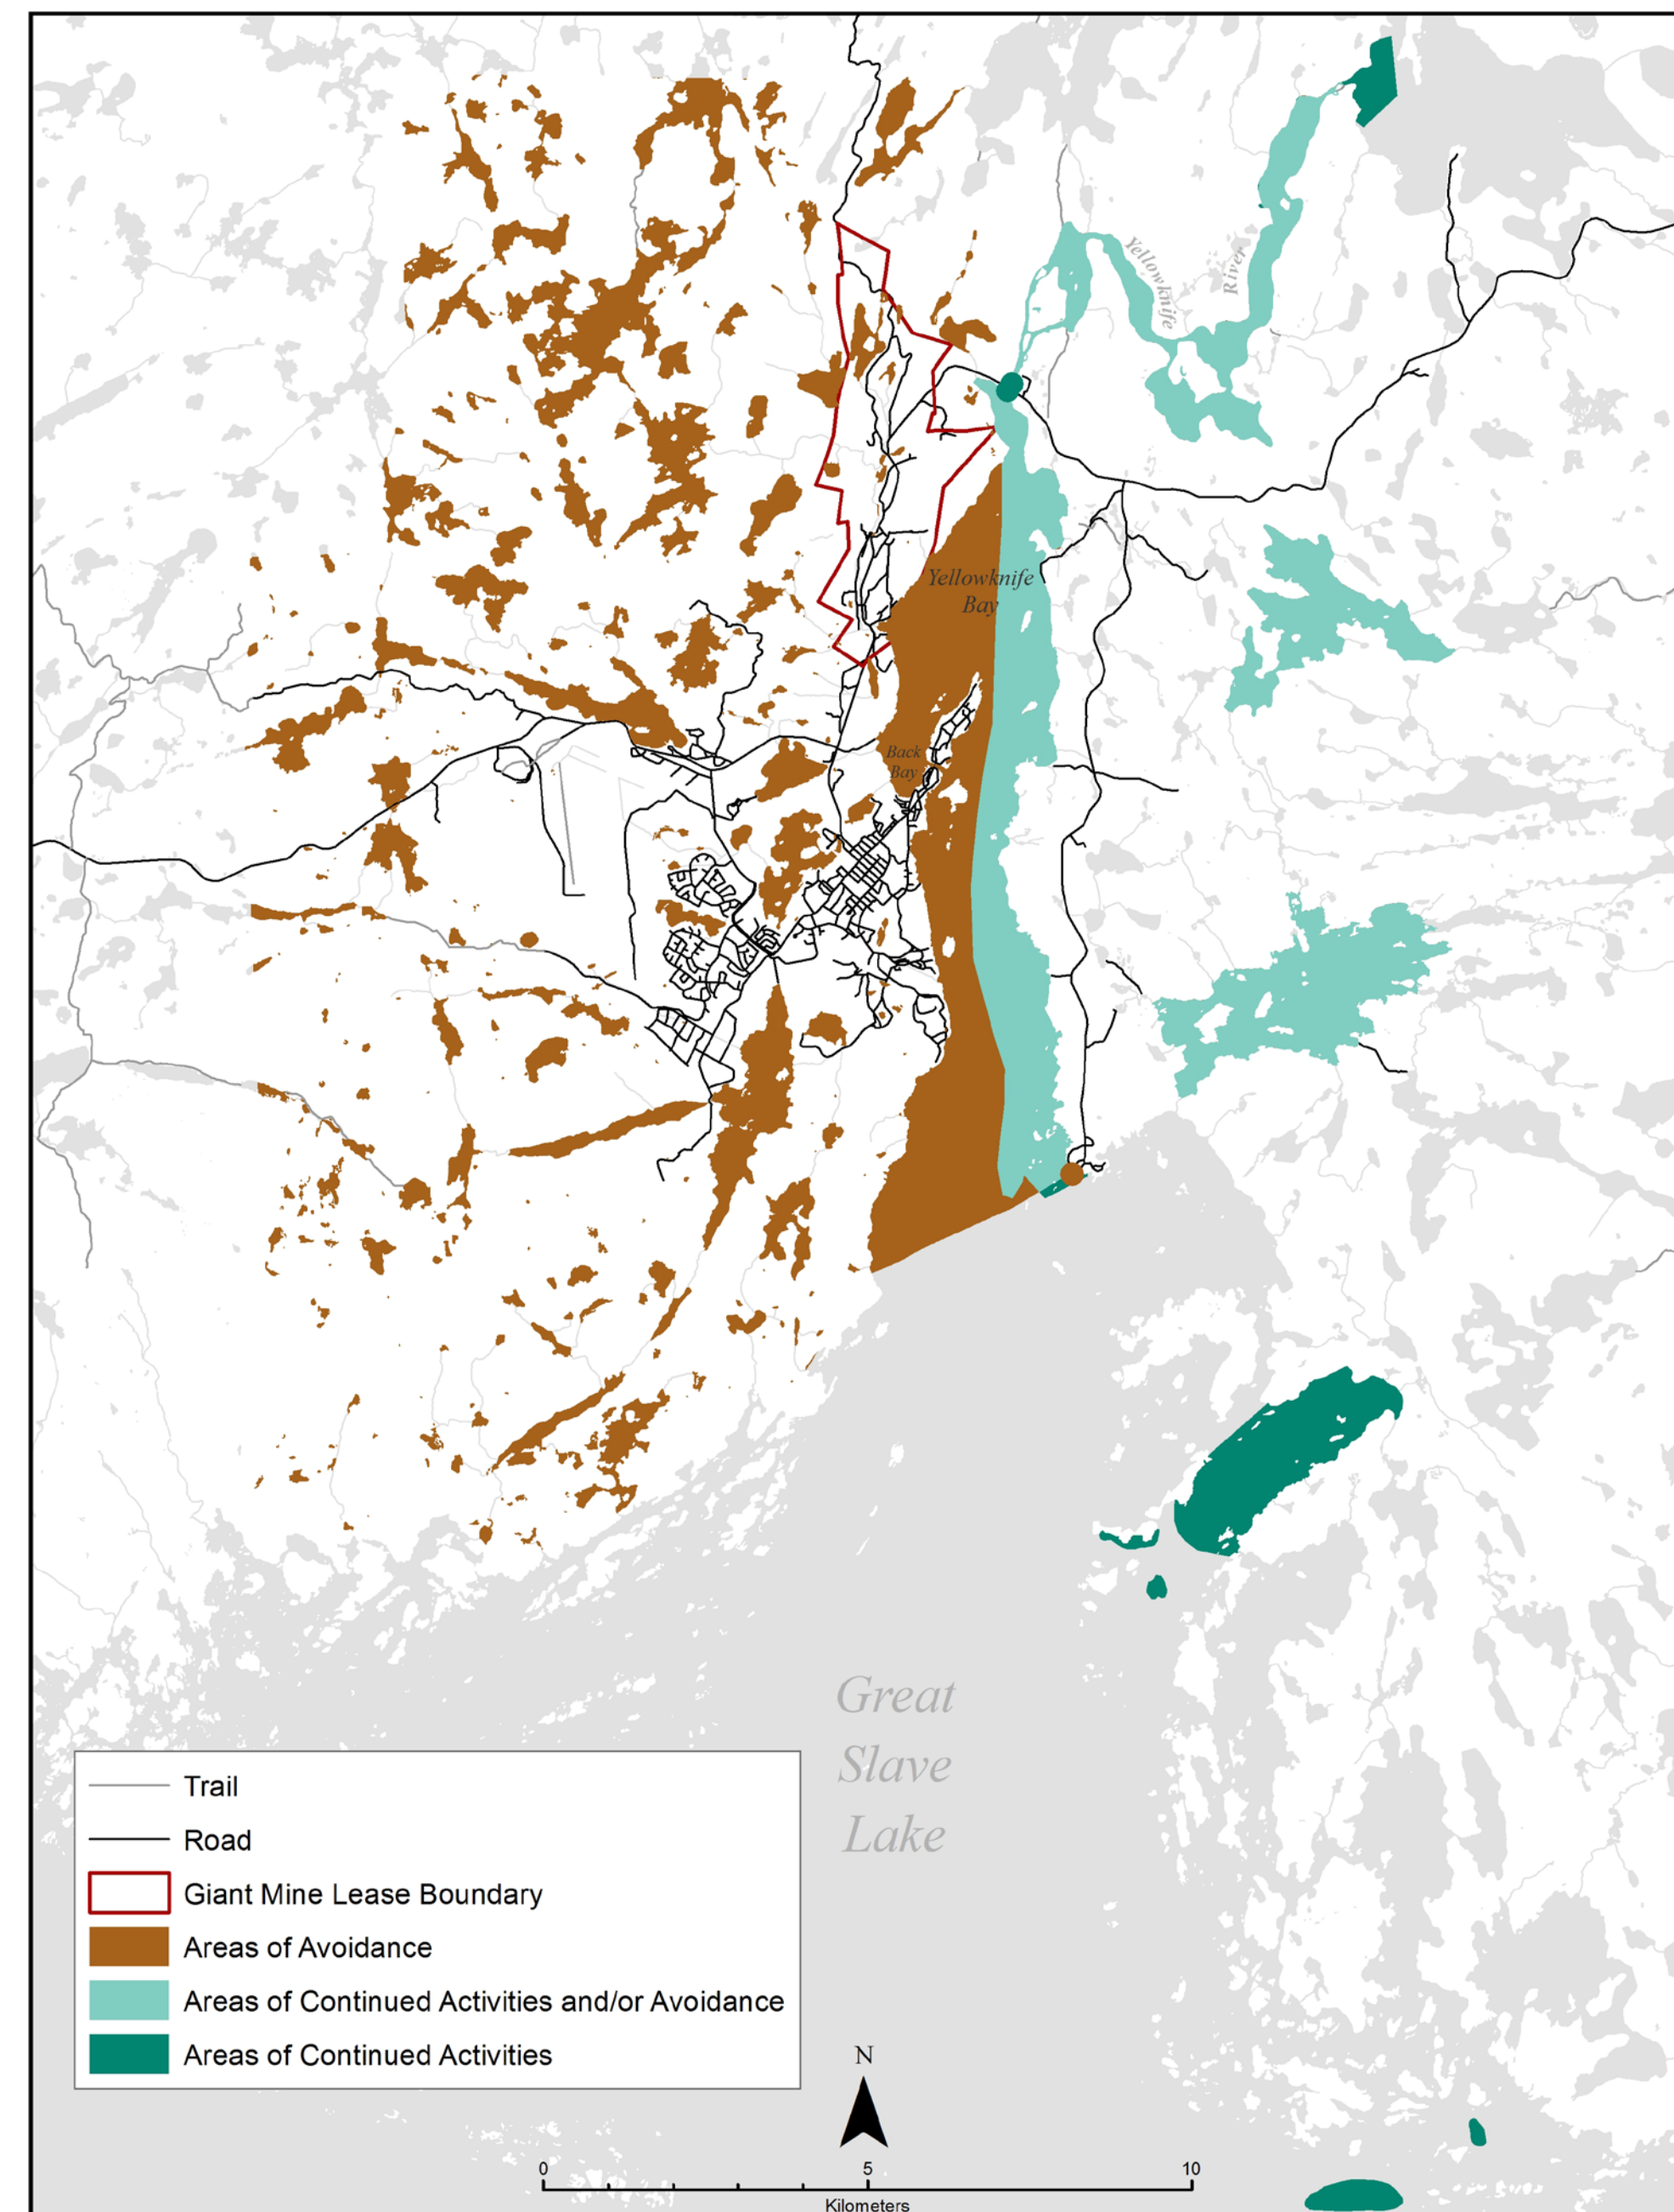 Yellowknife
River
Yellowknife
Bay
Back
Bay
Great
Slave
Lake
Trail
Road
Giant Mine Lease Boundary
Areas of Avoidance
Areas of Continued Activities and/or Avoidance
Areas of Continued Activities
N
0 5 10
Kilometers